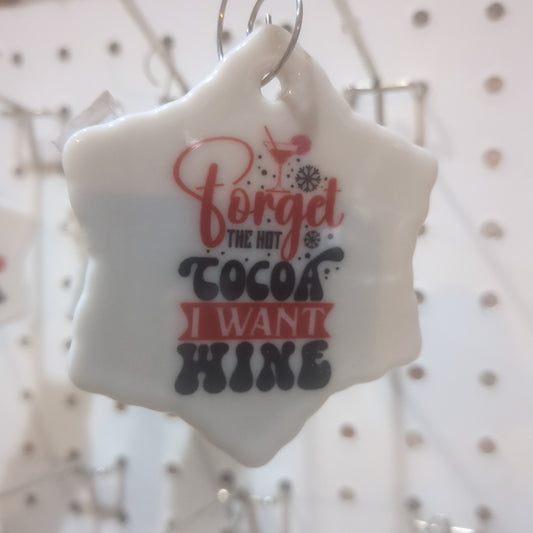 Forget
THE HOT
COCOA
I WANT
WINE